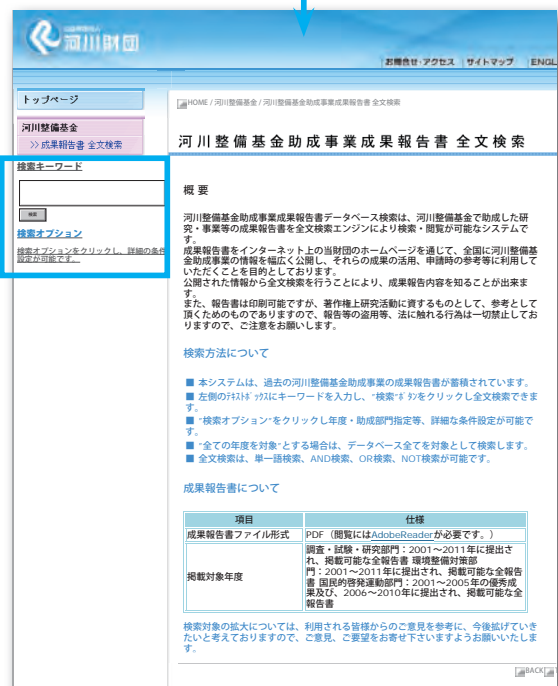 河川財団
お問合せ・アクセス サイトマップ ENGL
トップページ
河川整備基金
>> 成果報告書 全文検索
検索キーワード
検索
検索オプション
検索オプションをクリックし、詳細の条件
設定が可能です。
HOME / 河川整備基金 / 河川整備基金助成事業成果報告書 全文検索
河川整備基金助成事業成果報告書 全文検索
概要
河川整備基金助成事業成果報告書データベース検索は、河川整備基金で助成した研
究・事業等の成果報告書を全文検索エンジンにより検索・閲覧が可能なシステムで
す。
成果報告書をインターネット上の当財団のホームページを通じて、全国に河川整備基
金助成事業の情報を幅広く公開し、それらの成果の活用、申請時の参考等に利用して
いただくことを目的としております。
公開された情報から全文検索を行うことにより、成果報告内容を知ることが出来ま
す。
また、報告書は印刷可能ですが、著作権上研究活動に資するものとして、参考として
頂くためのものでありますので、報告等の盗用等、法に触れる行為は一切禁止してお
りますので、ご注意をお願いします。
検索方法について
■ 本システムは、過去の河川整備基金助成事業の成果報告書が蓄積されています。
■ 左側のﾃｷｽﾄﾎﾞｯｸｽにキーワードを入力し、"検索"ﾎﾞﾀﾝをクリックし全文検索できま
す。
■ "検索オプション"をクリックし年度・助成部門指定等、詳細な条件設定が可能で
す。
■ "全ての年度を対象"とする場合は、データベース全てを対象として検索します。
■ 全文検索は、単一語検索、AND検索、OR検索、NOT検索が可能です。
成果報告書について
項目 仕様
成果報告書ファイル形式 PDF（閲覧にはAdobeReaderが必要です。）
掲載対象年度
調査・試験・研究部門：2001～2011年に提出さ
れ、掲載可能な全報告書 環境整備対策部
門：2001～2011年に提出され、掲載可能な全報告
書 国民的啓発運動部門：2001～2005年の優秀成
果及び、2006～2010年に提出され、掲載可能な全
報告書
検索対象の拡大については、利用される皆様からのご意見を参考に、今後拡げていき
たいと考えておりますので、ご意見、ご要望をお寄せ下さいますようお願いいたしま
す。
BACK